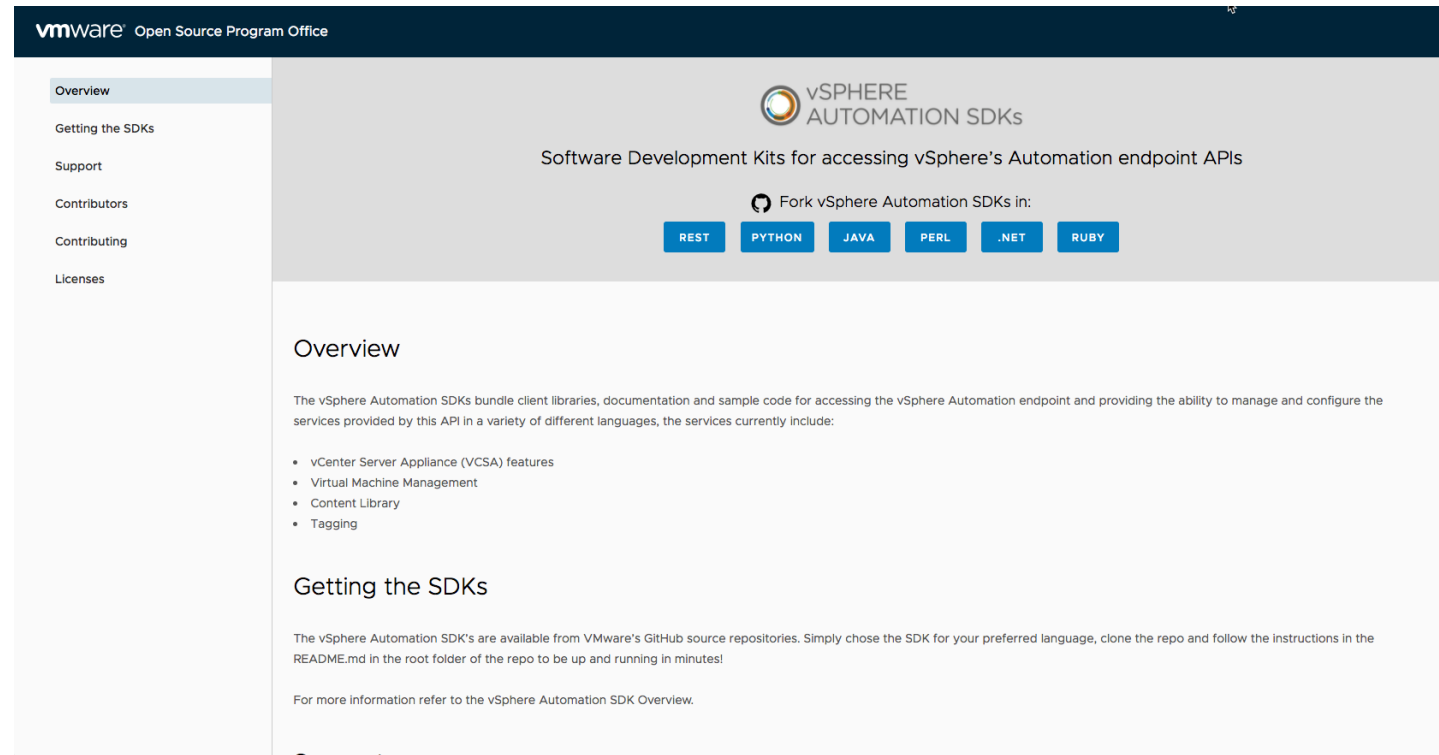 vmware® Open Source Program Office
Overview
Getting the SDKs
Support
Contributors
Contributing
Licenses
vSPHERE
AUTOMATION SDKs
Software Development Kits for accessing vSphere's Automation endpoint APIs
Fork vSphere Automation SDKs in:
REST PYTHON JAVA PERL .NET RUBY
Overview
The vSphere Automation SDKs bundle client libraries, documentation and sample code for accessing the vSphere Automation endpoint and providing the ability to manage and configure the
services provided by this API in a variety of different languages, the services currently include:
• vCenter Server Appliance (VCSA) features
• Virtual Machine Management
• Content Library
• Tagging
Getting the SDKs
The vSphere Automation SDK's are available from VMware's GitHub source repositories. Simply chose the SDK for your preferred language, clone the repo and follow the instructions in the
README.md in the root folder of the repo to be up and running in minutes!
For more information refer to the vSphere Automation SDK Overview.